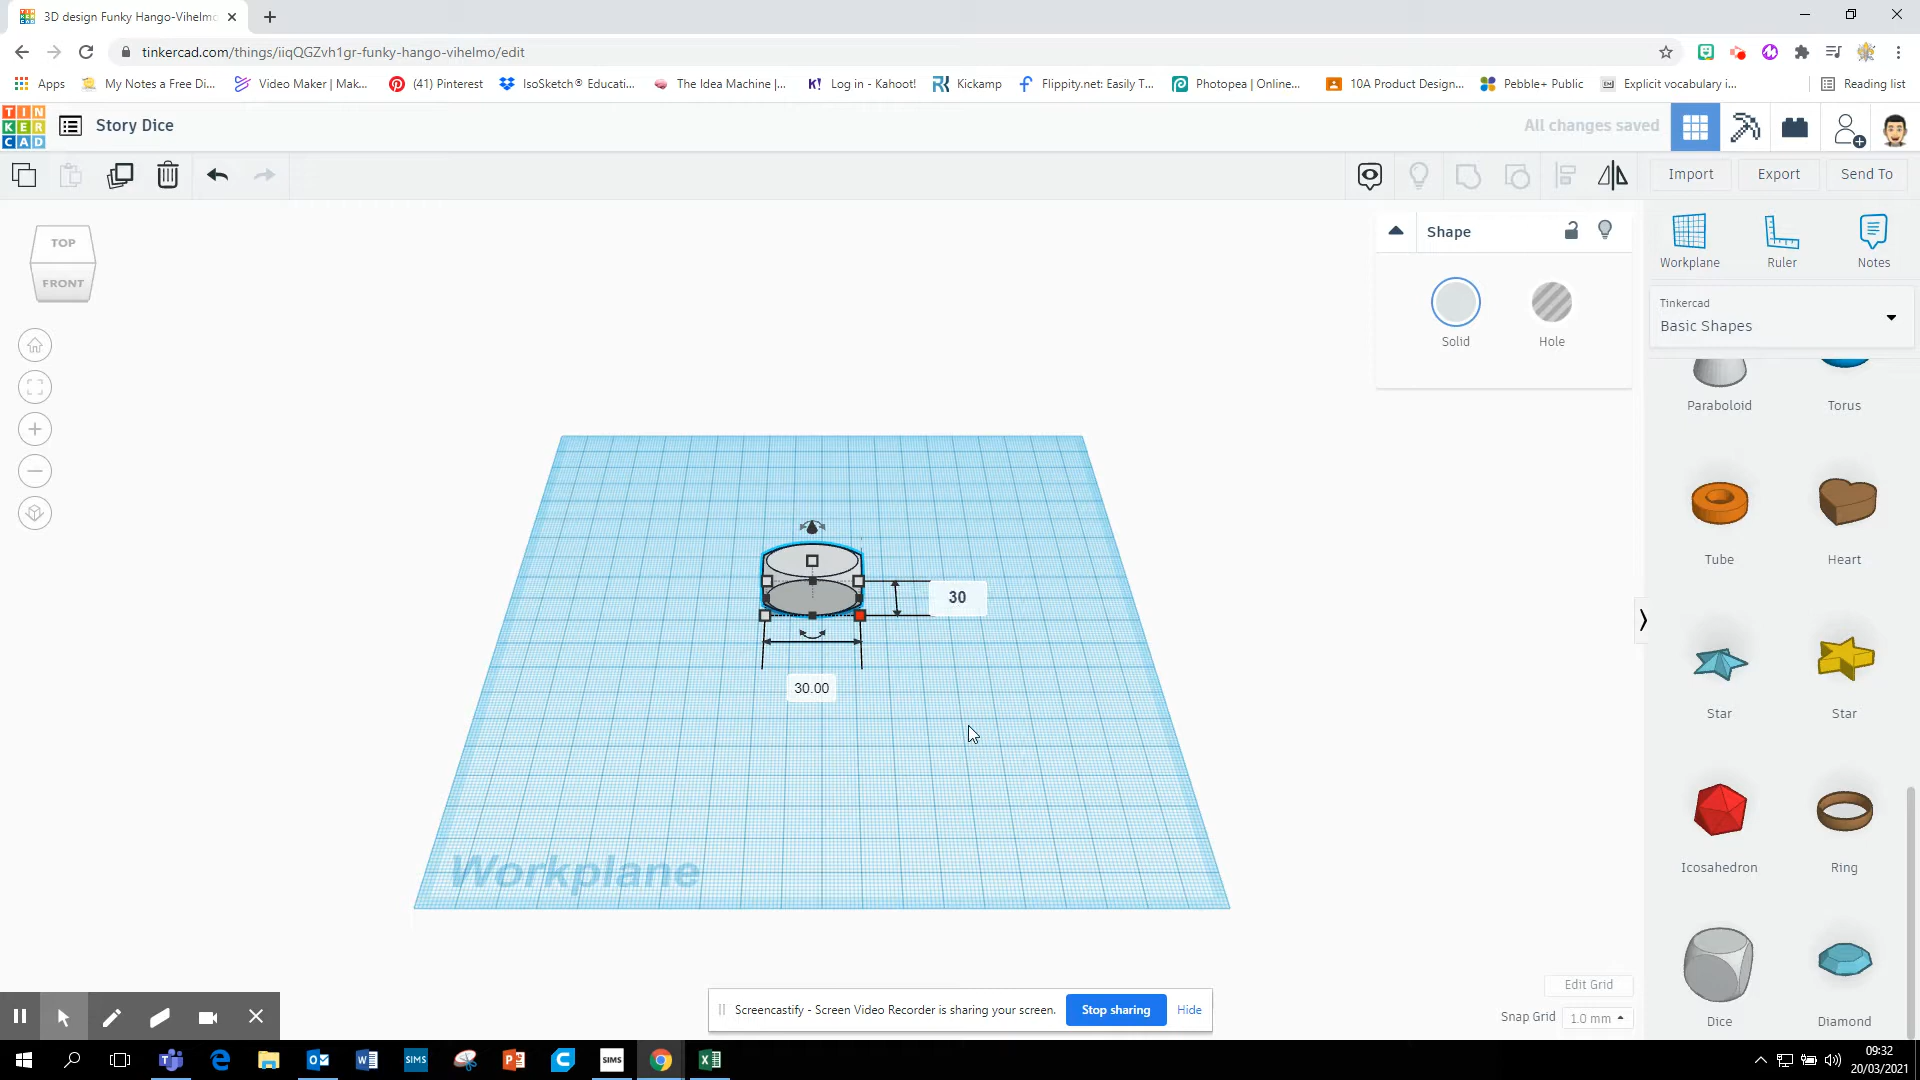 3D design Funky Hango-Vihelmo
tinkercad.com/things/iiqQGZvh1gr-funky-hango-vihelmo/edit
Apps My Notes a Free Di... Video Maker | Mak... (41) Pinterest IsoSketch® Educati... The Idea Machine |... K! Log in - Kahoot! Kickamp Flippity.net: Easily T... Photopea | Online... 10A Product Design... Pebble+ Public Explicit vocabulary i... Reading list
TIN
KER
CAD
Story Dice
All changes saved
Import Export Send To
TOP
FRONT
Shape
Solid Hole
Workplane Ruler Notes
Tinkercad
Basic Shapes
Paraboloid Torus
Tube Heart
Star Star
Icosahedron Ring
Dice Diamond
30
30.00
Workplane
Edit Grid
Snap Grid 1.0 mm
Screencastify - Screen Video Recorder is sharing your screen. Stop sharing Hide
SIMS SIMS
09:32
20/03/2021